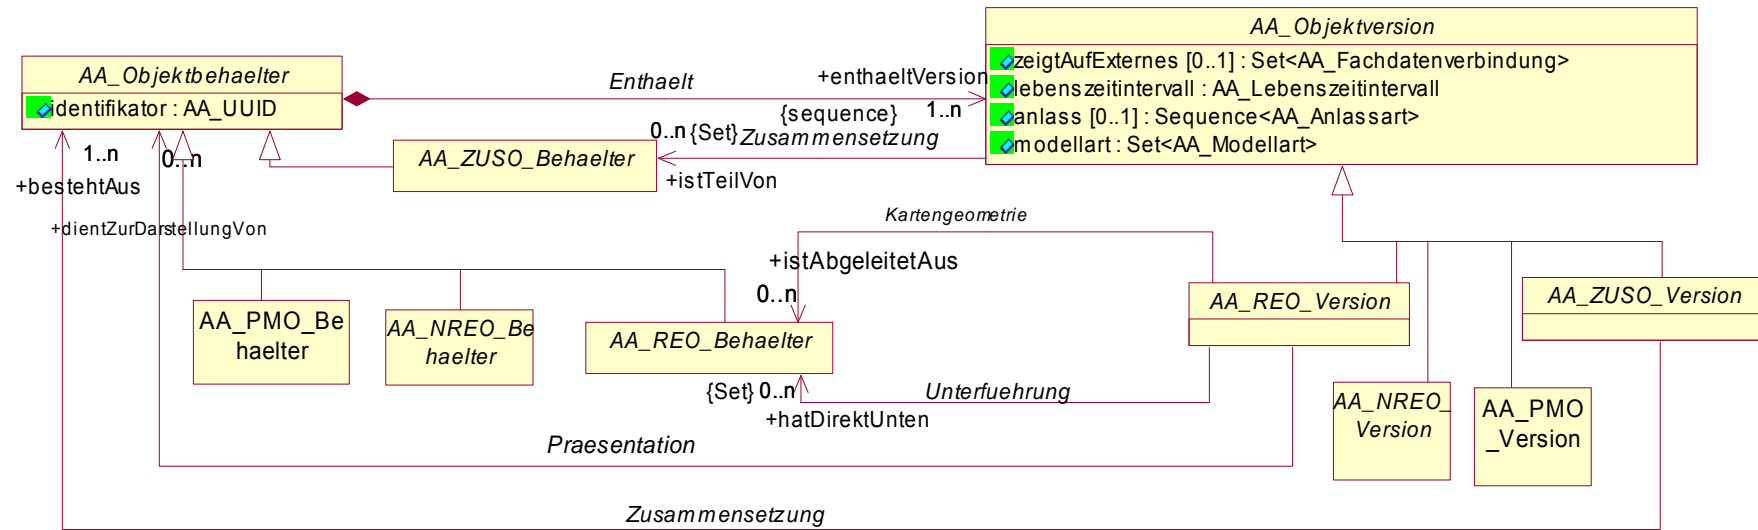 AA_Objektversion
zeigtAufExternes [0..1] : Set<AA_Fachdatenverbindung>
lebenszeitintervall : AA_Lebenszeitintervall
anlass [0..1] : Sequence<AA_Anlassart>
modellart : Set<AA_Modellart>
AA_Objektbehaelter
identifikator : AA_UUID
Enthaelt
+enthaeltVersion
{sequence}
1..n
0..n
{Set}
Zusammensetzung
+istTeilVon
AA_ZUSO_Behaelter
1..n
0..n
+bestehtAus
+dientZurDarstellungVon
Kartengeometrie
+istAbgeleitetAus
0..n
AA_PMO_Be
haelter
AA_NREO_Be
haelter
AA_REO_Behaelter
AA_REO_Version
AA_ZUSO_Version
{Set}
0..n
Unterfuehrung
+hatDirektUnten
AA_NREO_
Version
AA_PMO
_Version
Praesentation
Zusammensetzung